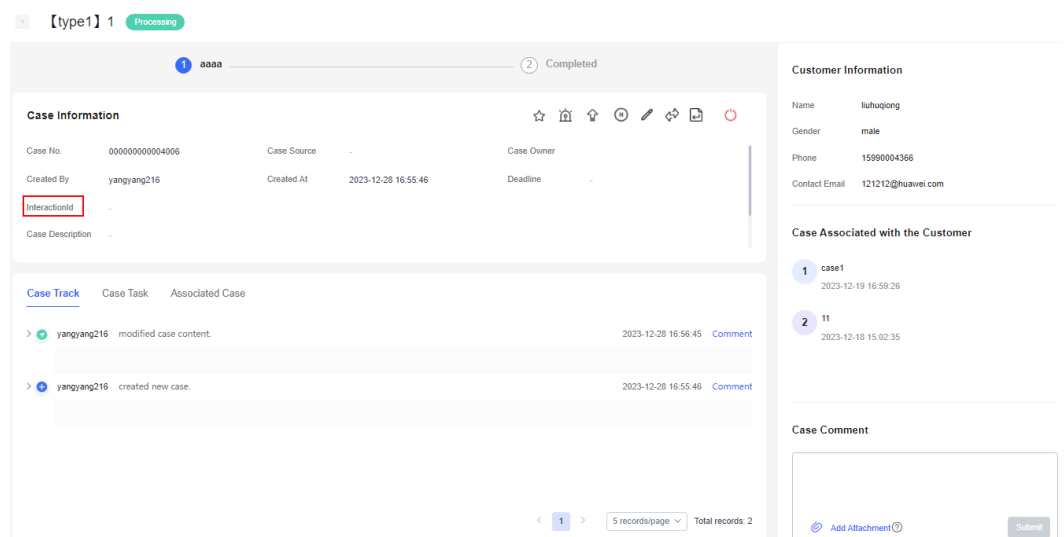 【type1】1 Processing
1 aaaa 2 Completed
Case Information
Case No. 000000000004006 Case Source - Case Owner
Created By yangyang216 Created At 2023-12-28 16:55:46 Deadline -
InteractionId -
Case Description -
Case Track Case Task Associated Case
yangyang216 modified case content. 2023-12-28 16:56:45 Comment
yangyang216 created new case. 2023-12-28 16:55:46 Comment
1 5 records/page Total records: 2
Customer Information
Name liuhuqiong
Gender male
Phone 15990004366
Contact Email 121212@huawei.com
Case Associated with the Customer
1 case1
2023-12-19 16:59:26
2 11
2023-12-18 15:02:35
Case Comment
Add Attachment Submit